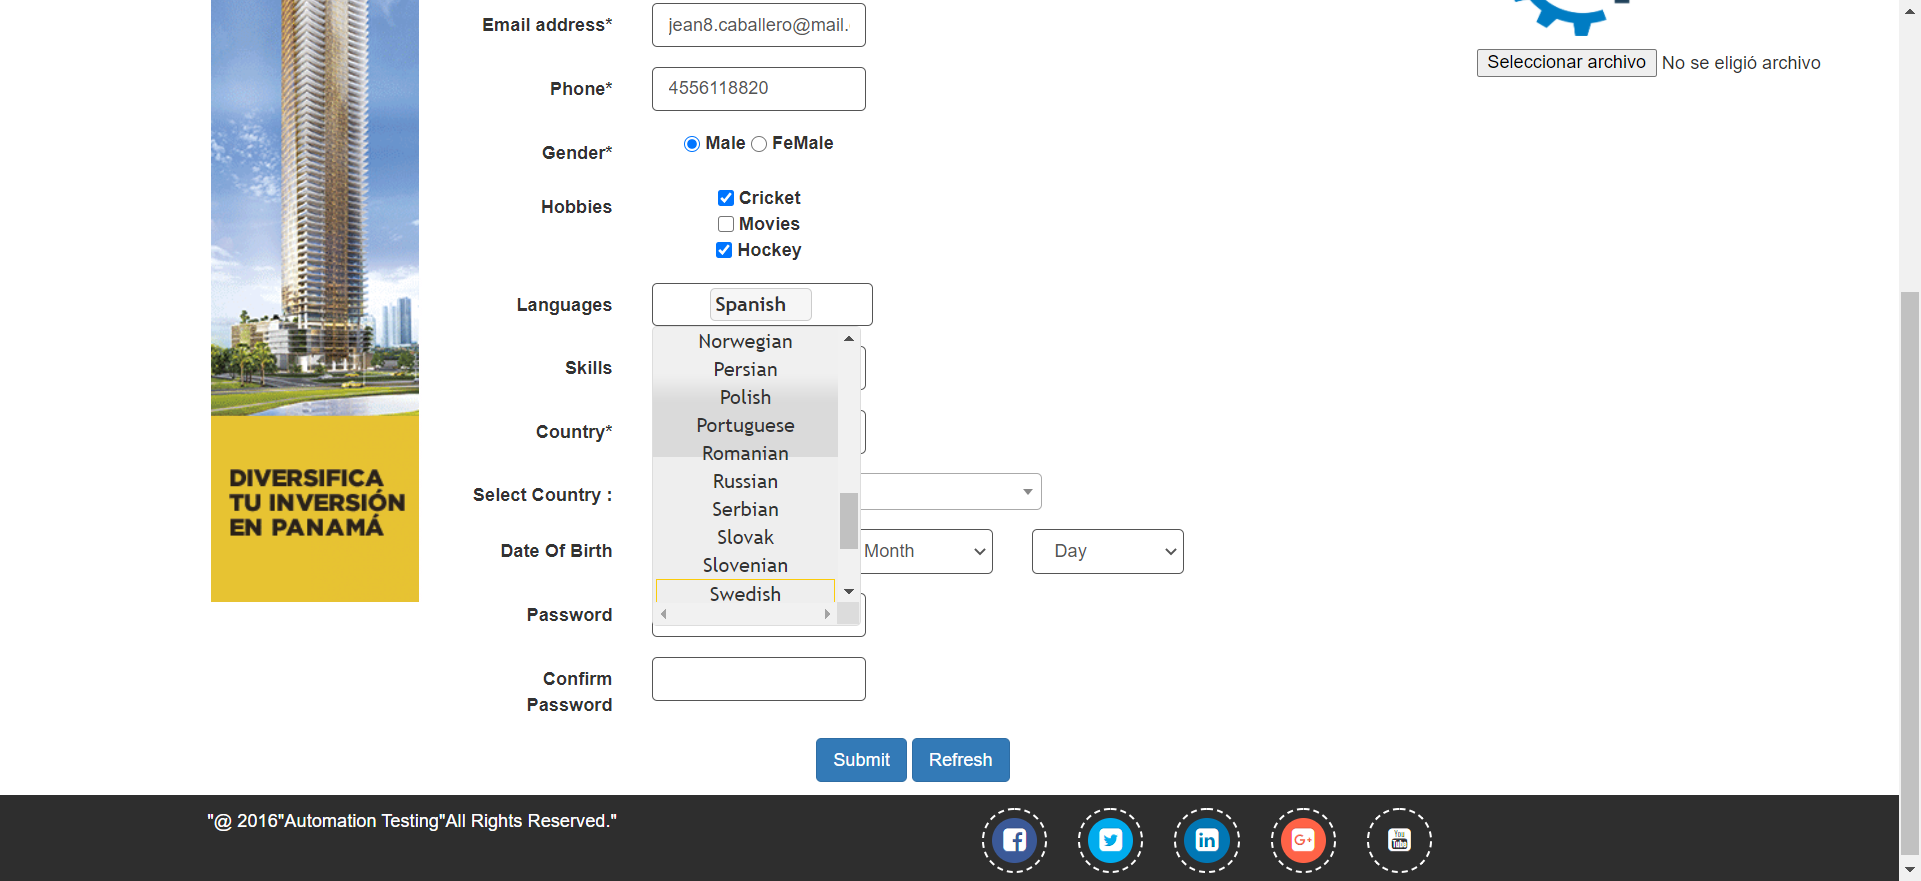 Email address*
jean8.caballero@mail.
Seleccionar archivo No se eligió archivo
Phone*
4556118820
Gender*
Male FeMale
Hobbies
Cricket
Movies
Hockey
Languages
Spanish
Norwegian
Persian
Polish
Portuguese
Romanian
Russian
Serbian
Slovak
Slovenian
Swedish
Skills
Country*
Select Country :
Date Of Birth
Month
Day
Password
Confirm
Password
DIVERSIFICA
TU INVERSIÓN
EN PANAMÁ
Submit
Refresh
"@ 2016"Automation Testing"All Rights Reserved."
f
in
G+
You
Tube